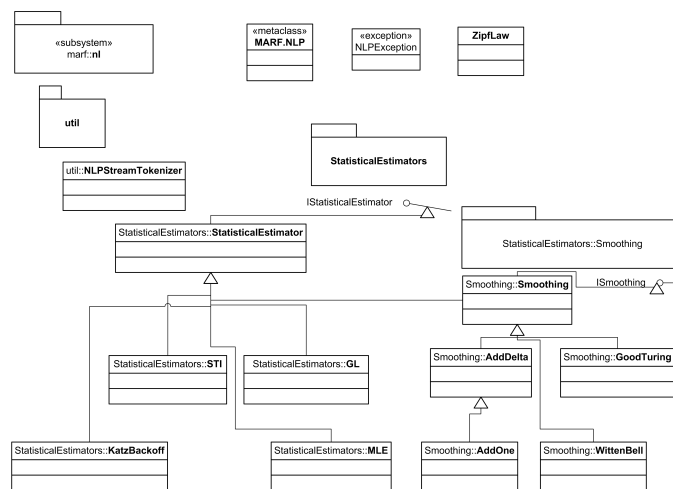 «subsystem»
marf::nl
«metaclass»
MARF.NLP
«exception»
NLPException
ZipfLaw
util
StatisticalEstimators
util::NLPStreamTokenizer
IStatisticalEstimator
StatisticalEstimators::StatisticalEstimator
StatisticalEstimators::Smoothing
Smoothing::Smoothing
ISmoothing
StatisticalEstimators::STI
StatisticalEstimators::GL
Smoothing::AddDelta
Smoothing::GoodTuring
StatisticalEstimators::KatzBackoff
StatisticalEstimators::MLE
Smoothing::AddOne
Smoothing::WittenBell